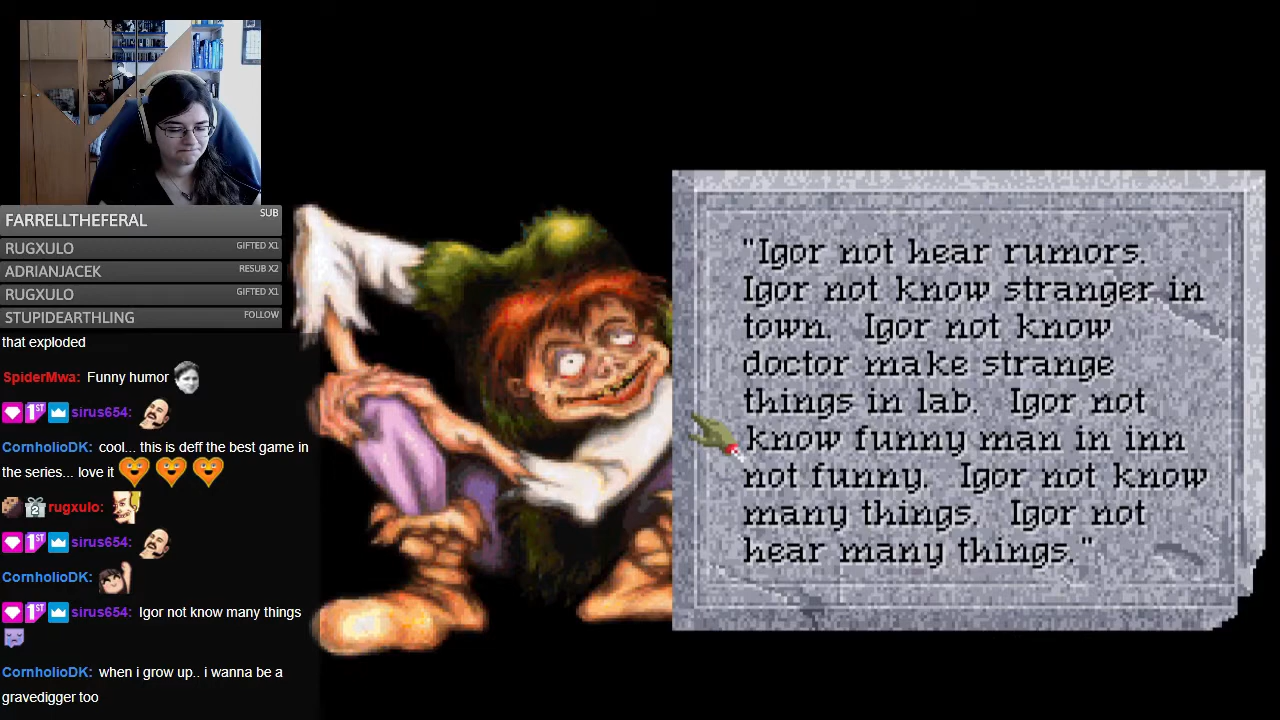 FARRELLTHEFERAL SUB
RUGXULO GIFTED X1
ADRIANJACEK RESUB X2
RUGXULO GIFTED X1
STUPIDEARTHLING FOLLOW
that exploded
SpiderMwa: Funny humor
1ST sirus654:
CornholioDK: cool... this is deff the best game in
the series... love it
2 rugxulo:
1ST sirus654:
CornholioDK:
1ST sirus654: Igor not know many things
CornholioDK: when i grow up.. i wanna be a
gravedigger too
"Igor not hear rumors.
Igor not know stranger in
town. Igor not know
doctor make strange
things in lab. Igor not
know funny man in inn
not funny. Igor not know
many things. Igor not
hear many things."